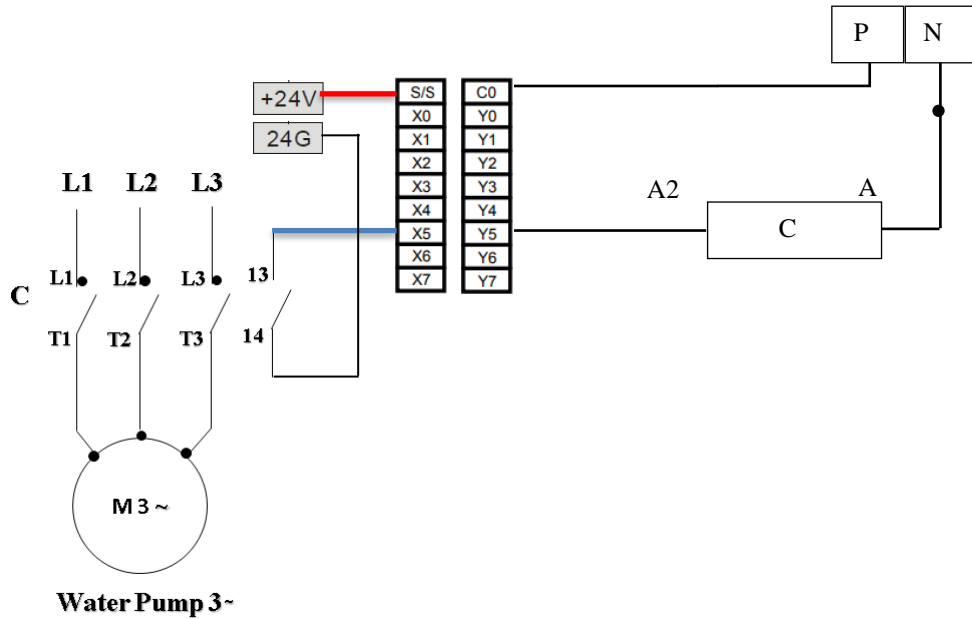 P N
+24V
24G
S/S C0
X0 Y0
X1 Y1
X2 Y2
X3 Y3
X4 Y4
X5 Y5
X6 Y6
X7 Y7
A2 A
C
L1 L2 L3
L1 L2 L3 13
C
T1 T2 T3 14
M 3 ~
Water Pump 3~